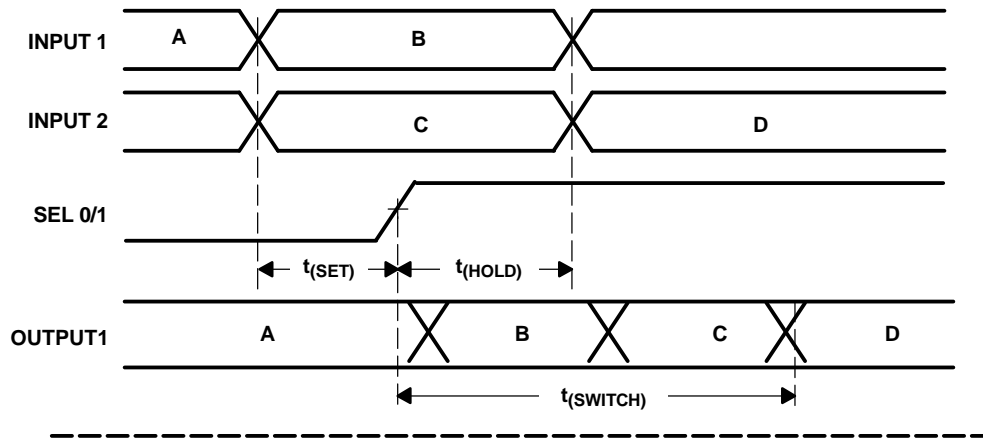 INPUT 1 A B
INPUT 2 C D
SEL 0/1
t(SET) t(HOLD)
OUTPUT1 A B C D
t(SWITCH)